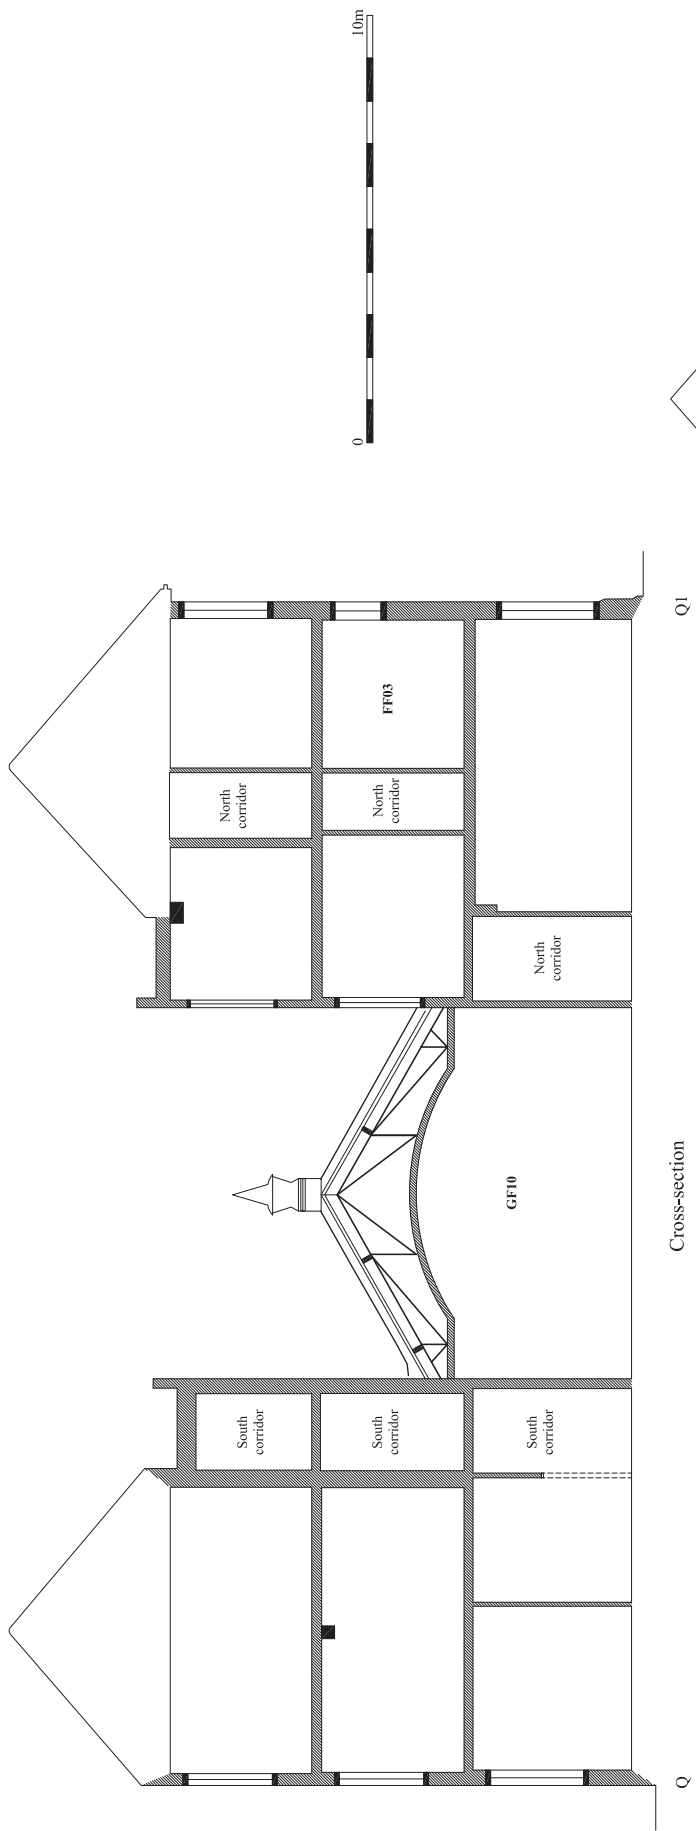 0
10m
South
corridor
North
corridor
South
corridor
North
corridor
FF03
South
corridor
GF10
North
corridor
Q
Cross-section
Q1